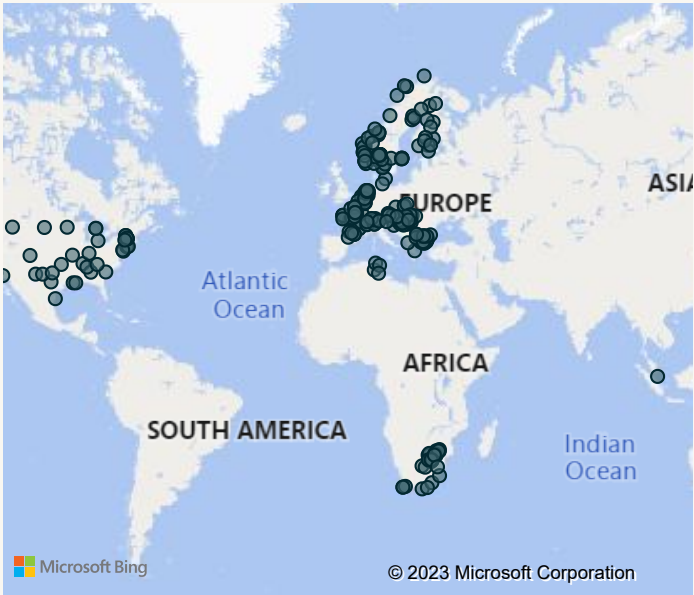 EUROPE
ASIA
Atlantic
Ocean
AFRICA
SOUTH AMERICA
Indian
Ocean
Microsoft Bing
© 2023 Microsoft Corporation